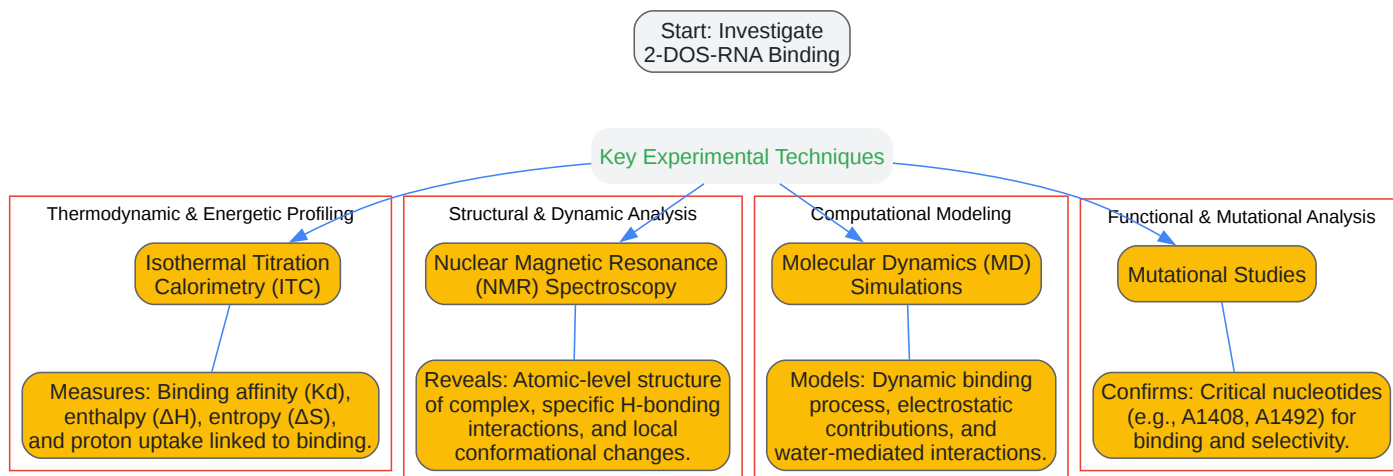 Start: Investigate
2-DOS-RNA Binding
Key Experimental Techniques
Thermodynamic & Energetic Profiling
Isothermal Titration
Calorimetry (ITC)
Measures: Binding affinity (Kd),
enthalpy (ΔH), entropy (ΔS),
and proton uptake linked to binding.
Structural & Dynamic Analysis
Nuclear Magnetic Resonance
(NMR) Spectroscopy
Reveals: Atomic-level structure
of complex, specific H-bonding
interactions, and local
conformational changes.
Computational Modeling
Molecular Dynamics (MD)
Simulations
Models: Dynamic binding
process, electrostatic
contributions, and
water-mediated interactions.
Functional & Mutational Analysis
Mutational Studies
Confirms: Critical nucleotides
(e.g., A1408, A1492) for
binding and selectivity.